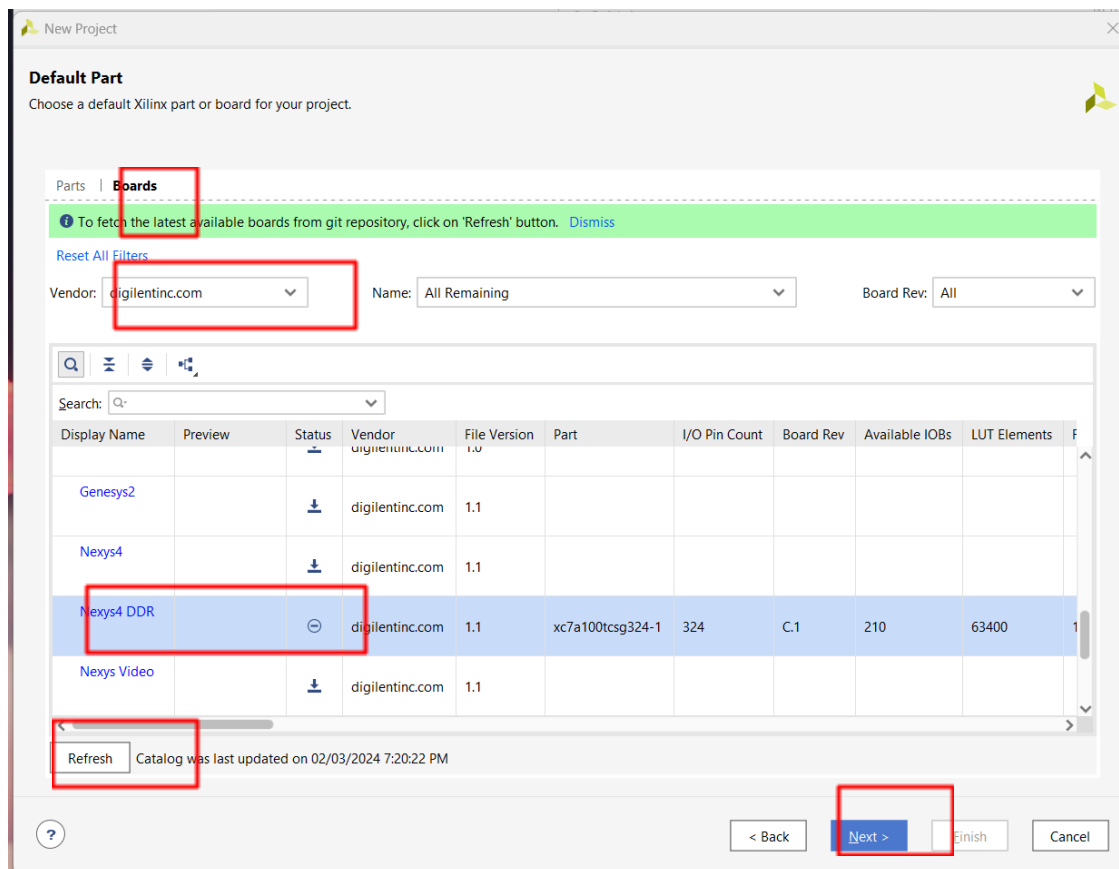 New Project
Default Part
Choose a default Xilinx part or board for your project.
Parts | Boards
To fetch the latest available boards from git repository, click on 'Refresh' button. Dismiss
Reset All Filters
Vendor: digilentinc.com Name: All Remaining Board Rev: All
Search:
Display Name Preview Status Vendor File Version Part I/O Pin Count Board Rev Available IOBs LUT Elements F
digilentinc.com 1.0
Genesys2 digilentinc.com 1.1
Nexys4 digilentinc.com 1.1
Nexys4 DDR digilentinc.com 1.1 xc7a100tcsg324-1 324 C.1 210 63400 1
Nexys Video digilentinc.com 1.1
Refresh Catalog was last updated on 02/03/2024 7:20:22 PM
? < Back Next > Finish Cancel